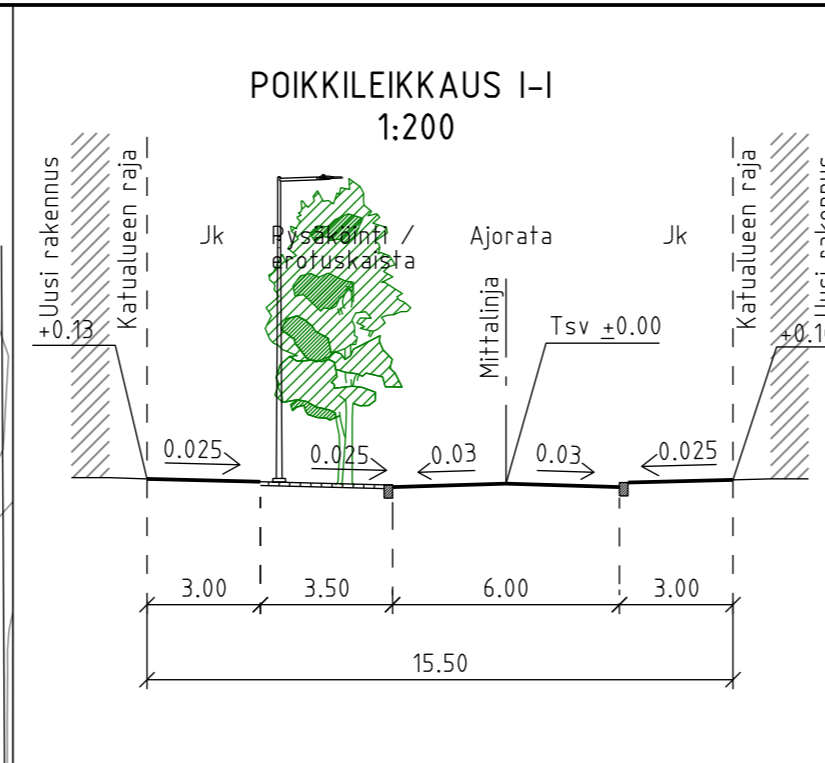 POIKKILEIKKAUS I-I
1:200
Uusi rakennus
Katualueen raja
Jk
Pysäköinti /
erotuskaista
Ajorata
Jk
Katualueen raja
Uusi rakennus
Mittalinja
+0.13
Tsv ±0.00
0.025
0.025
0.03
0.03
0.025
3.00
3.50
6.00
3.00
15.50